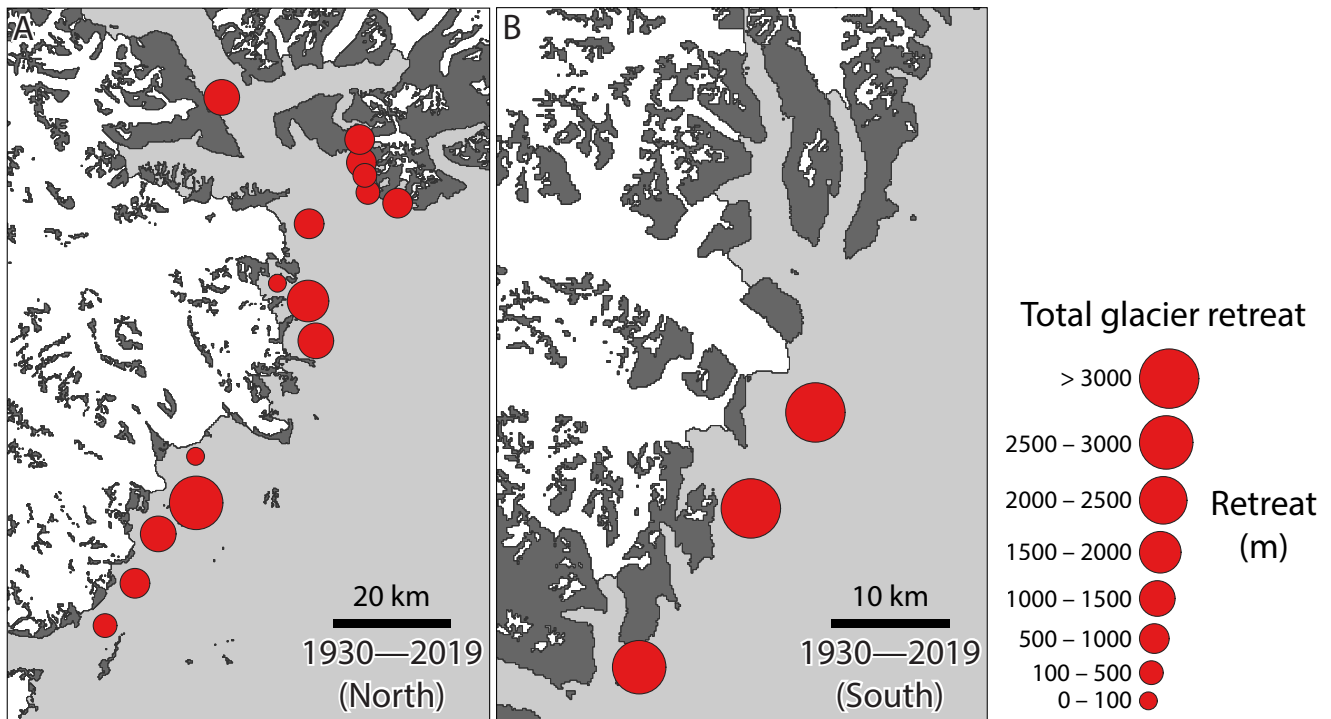 A
20 km
1930—2019
(North)
B
10 km
1930—2019
(South)
Total glacier retreat
> 3000
2500 – 3000
2000 – 2500
1500 – 2000
1000 – 1500
500 – 1000
100 – 500
0 – 100
Retreat
(m)